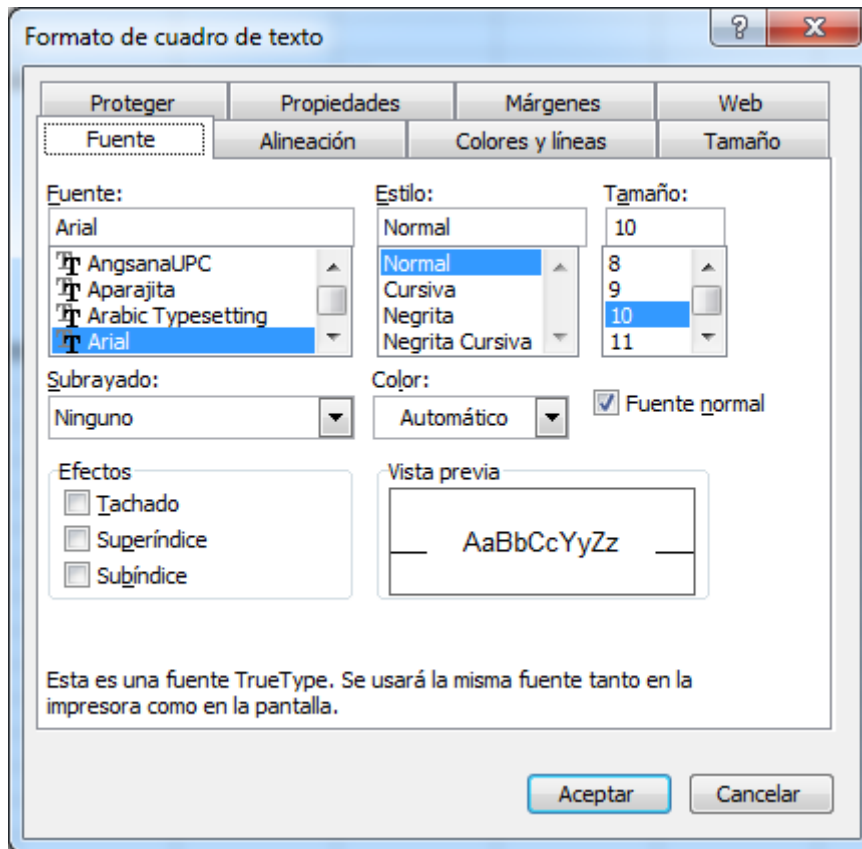 Formato de cuadro de texto
Proteger Propiedades Márgenes Web
Fuente Alineación Colores y líneas Tamaño
Fuente: Estilo: Tamaño:
Arial Normal 10
AngsanaUPC Normal 8
Aparajita Cursiva 9
Arabic Typesetting Negrita 10
Arial Negrita Cursiva 11
Subrayado: Color:
Ninguno Automático Fuente normal
Efectos Vista previa
Tachado
Superíndice AaBbCcYyZz
Subíndice
Esta es una fuente TrueType. Se usará la misma fuente tanto en la
impresora como en la pantalla.
Aceptar Cancelar